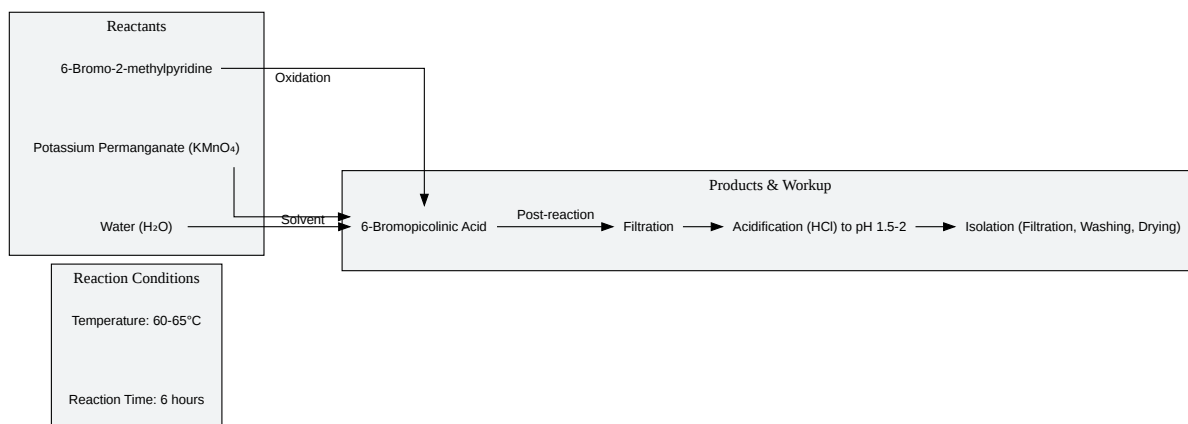 Reactants
6-Bromo-2-methylpyridine
Oxidation
Potassium Permanganate (KMnO₄)
Water (H₂O)
Solvent
Products & Workup
6-Bromopicolinic Acid
Post-reaction
Filtration
Acidification (HCl) to pH 1.5-2
Isolation (Filtration, Washing, Drying)
Reaction Conditions
Temperature: 60-65°C
Reaction Time: 6 hours